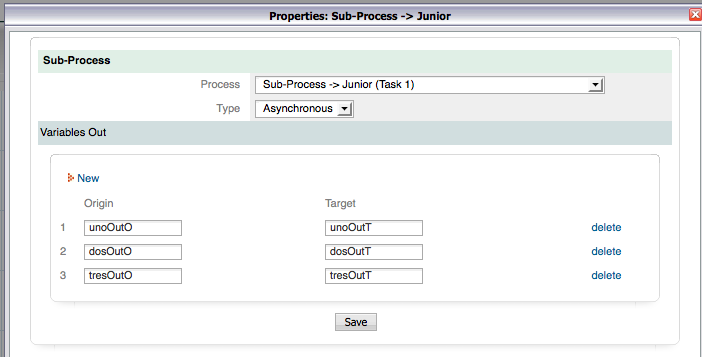 Properties: Sub-Process -> Junior
Sub-Process
Process Sub-Process -> Junior (Task 1)
Type Asynchronous
Variables Out
New
Origin Target
1 unoOutO unoOutT delete
2 dosOutO dosOutT delete
3 tresOutO tresOutT delete
Save